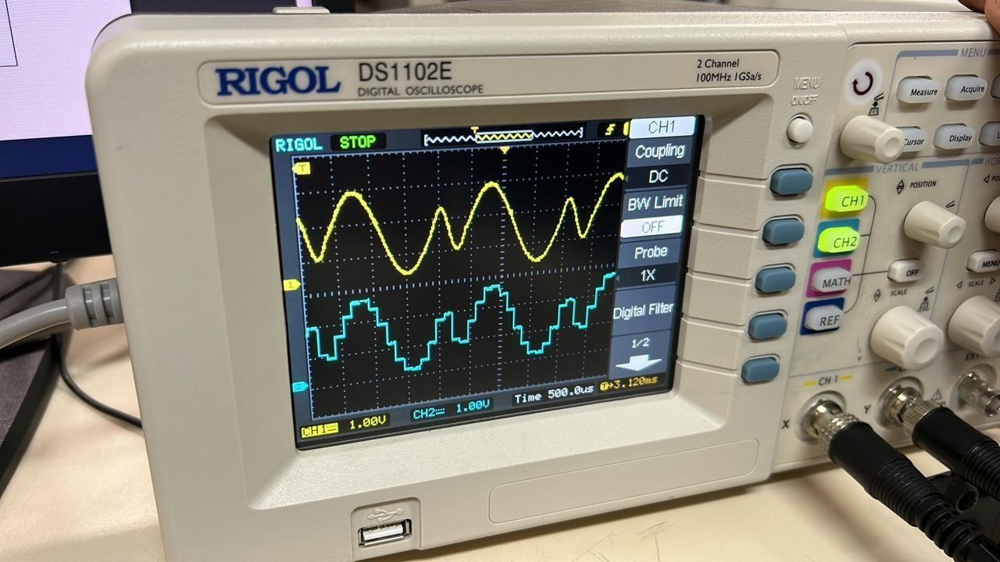 RIGOL DS1102E
DIGITAL OSCILLOSCOPE
2 Channel
100MHz 1GSa/s
MENU
ON/OFF
RIGOL STOP
T
T
1
2
CH1
Coupling
DC
BW Limit
OFF
Probe
1X
Digital Filter
1/2
CH1 1.00V
CH2 1.00V
Time 500.0us
T→3.120ms
MENU
Measure
Acquire
Cursor
Display
VERTICAL
POSITION
CH1
CH2
MATH
REF
OFF
SCALE
MENU
SCALE
CH 1
X
Y